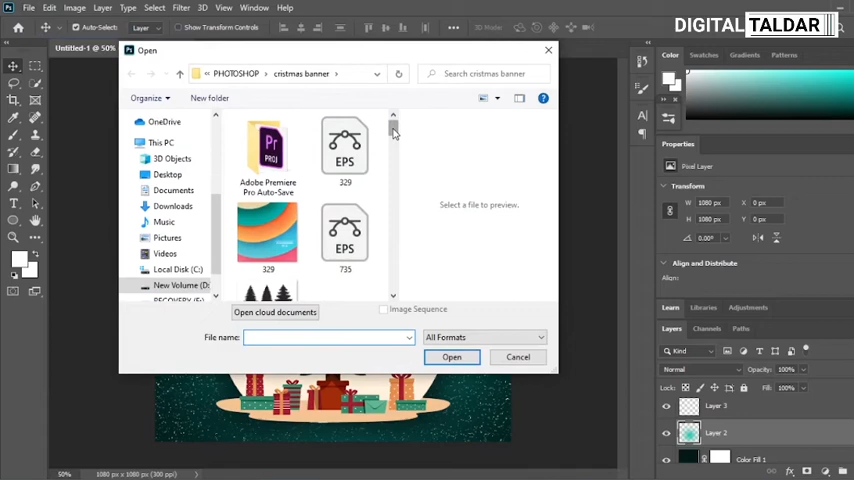 Ps File Edit Image Layer Type Select Filter 3D View Window Help
DIGITAL TALDAR
Auto-Select: Layer Show Transform Controls 3D Model
Untitled-1 @ 50%
Ps Open
« PHOTOSHOP › cristmas banner ›
Search cristmas banner
Organize New folder
OneDrive
This PC
3D Objects
Desktop
Documents
Downloads
Music
Pictures
Videos
Local Disk (C:)
New Volume (D:
Pr
PROJ
Adobe Premiere
Pro Auto-Save
EPS
329
329
EPS
735
Select a file to preview.
Open cloud documents
Image Sequence
File name:
All Formats
Open Cancel
Color Swatches Gradients Patterns
Properties
Pixel Layer
Transform
W 1080 px X 0 px
H 1080 px Y 0 px
0.00°
Align and Distribute
Align:
Learn Libraries Adjustments
Layers Channels Paths
Kind
Normal Opacity: 100%
Lock: Fill: 100%
Layer 3
Layer 2
Color Fill 1
50% 1080 px x 1080 px (300 ppi)